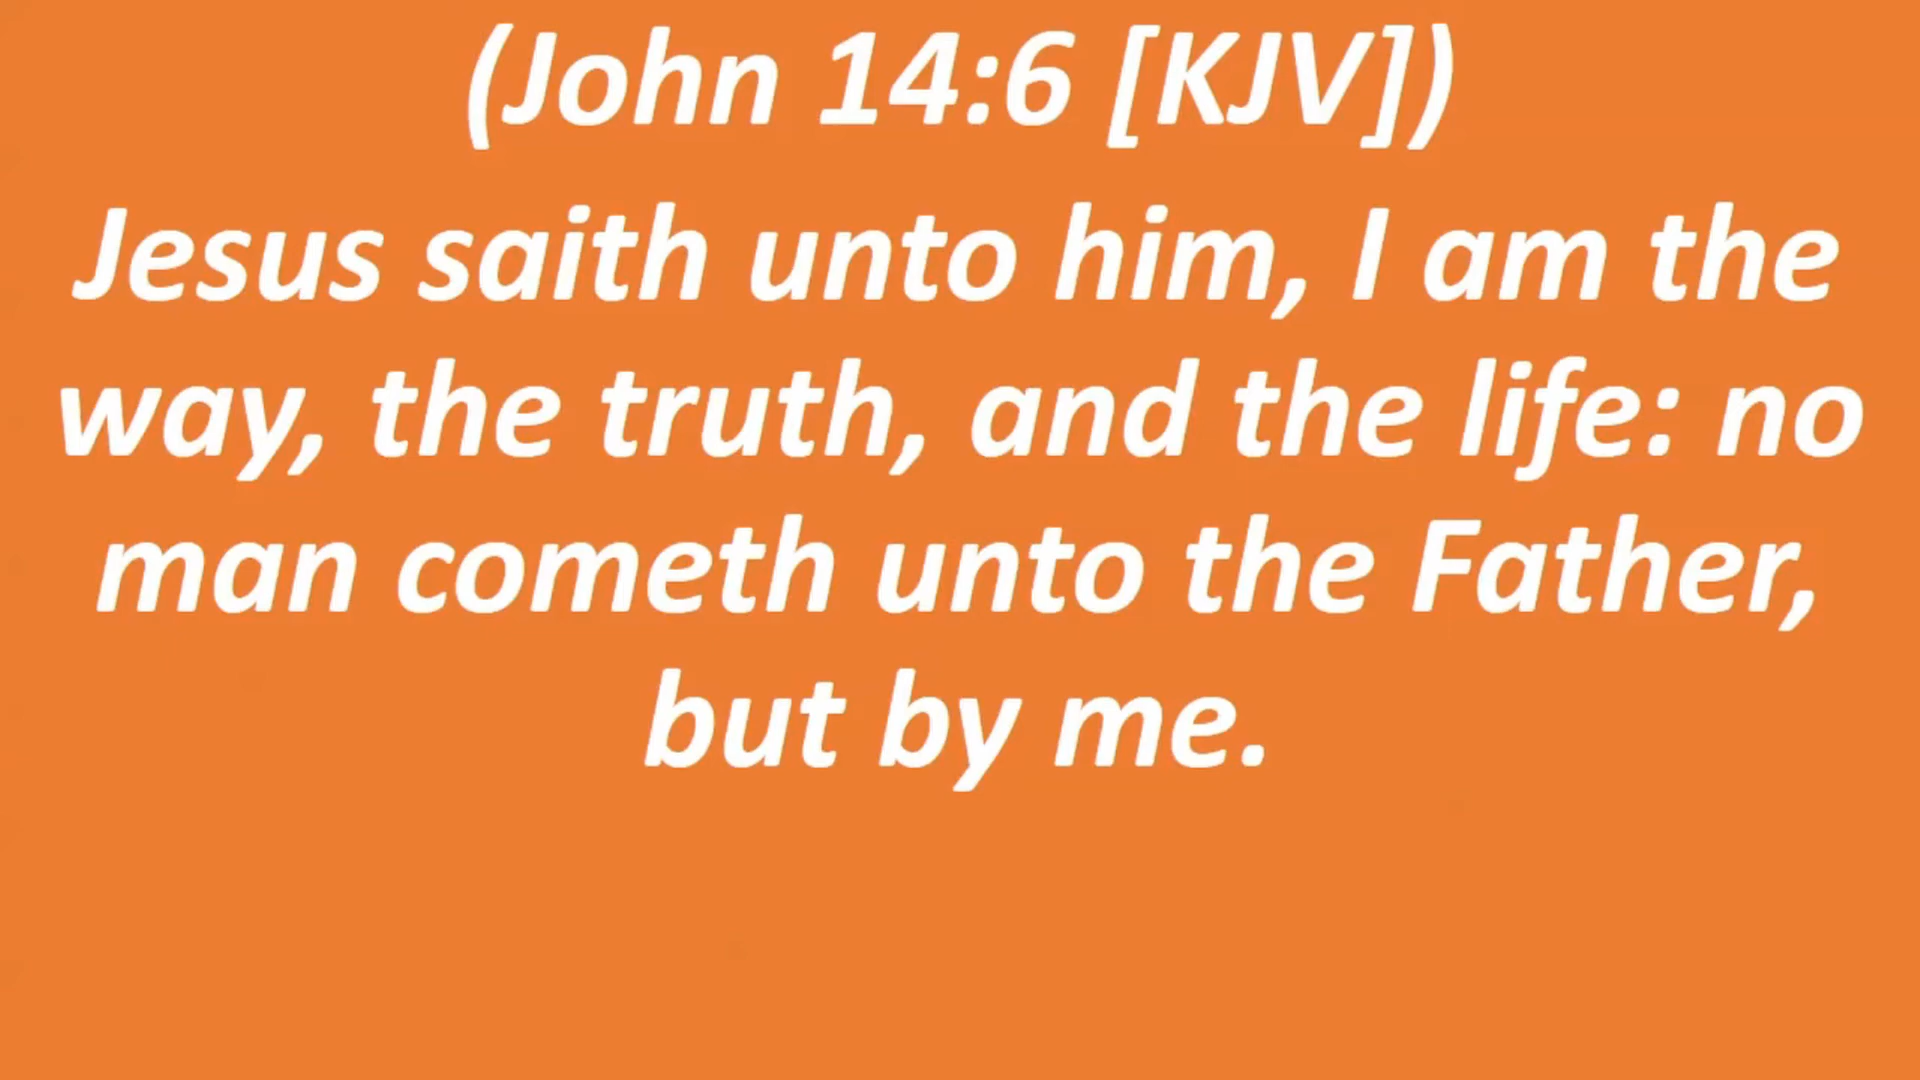 (John 14:6 [KJV])
Jesus saith unto him, I am the
way, the truth, and the life: no
man cometh unto the Father,
but by me.